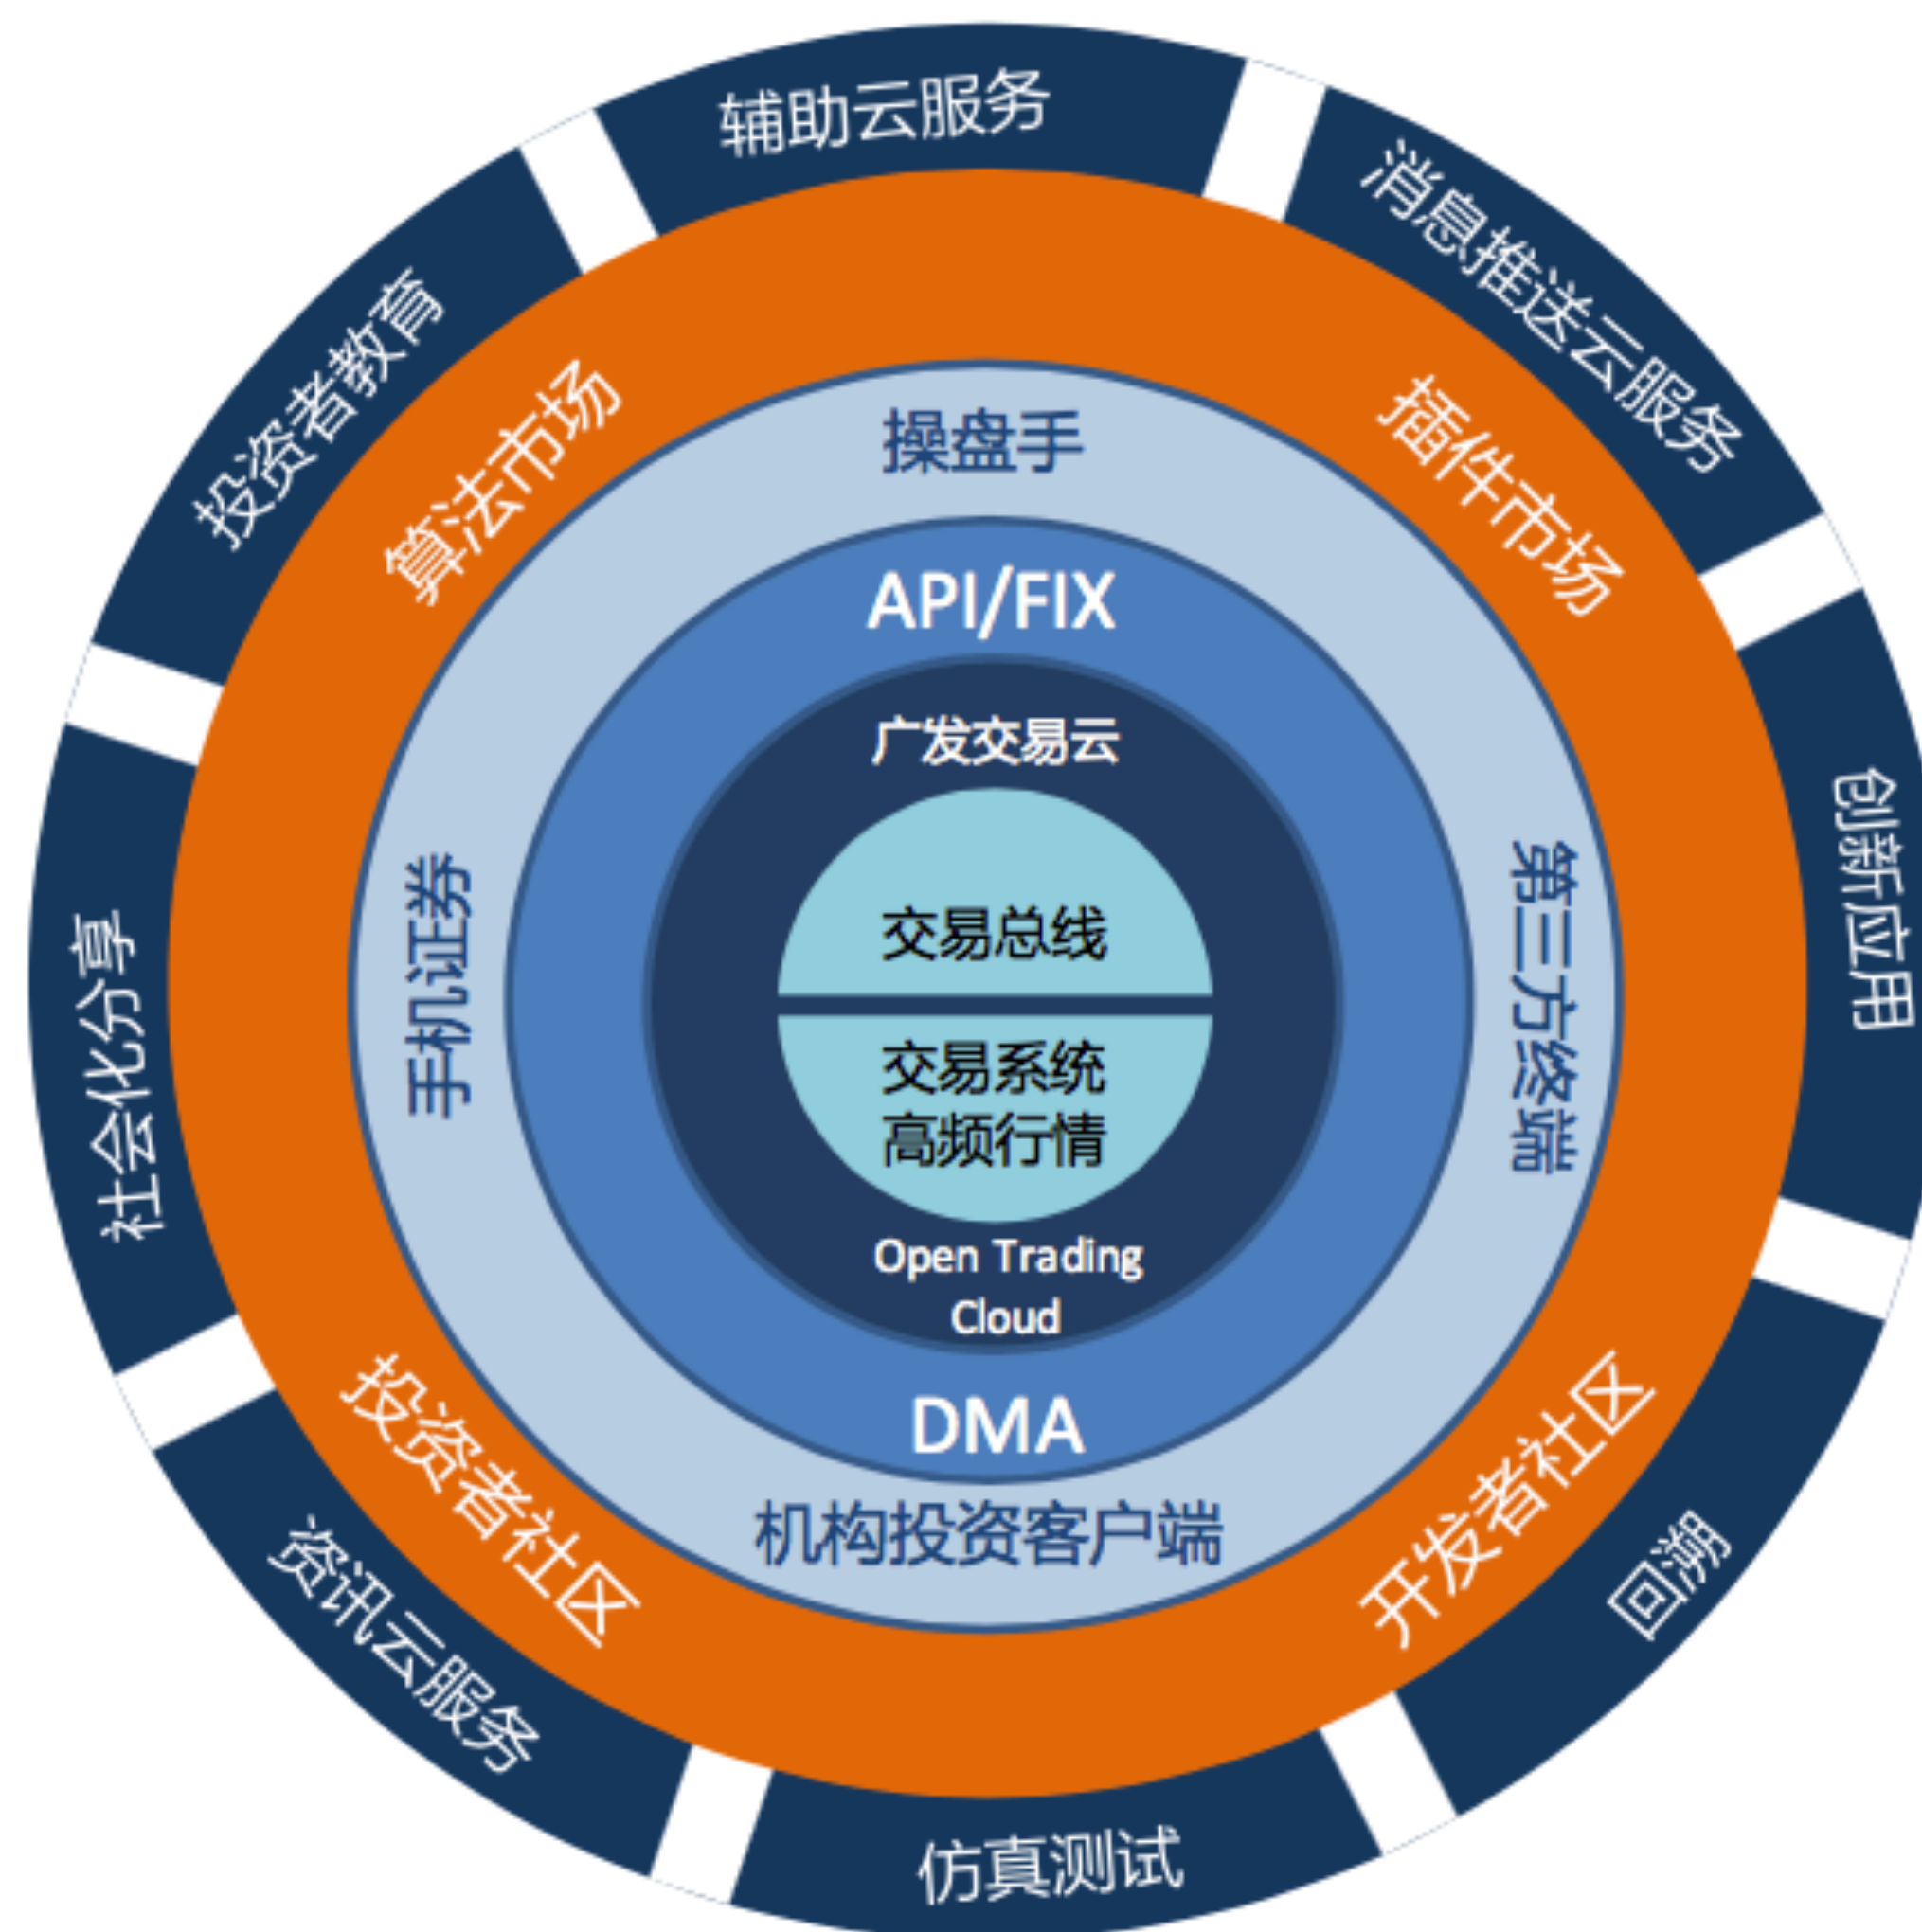 辅助云服务
消息推送云服务
投资者教育
算法市场
插件市场
操盘手
API/FIX
广发交易云
创新应用
手机证券
第三方终端
交易总线
社会化分享
交易系统
高频行情
Open Trading
Cloud
DMA
投资者社区
开发者社区
机构投资客户端
资讯云服务
回溯
仿真测试